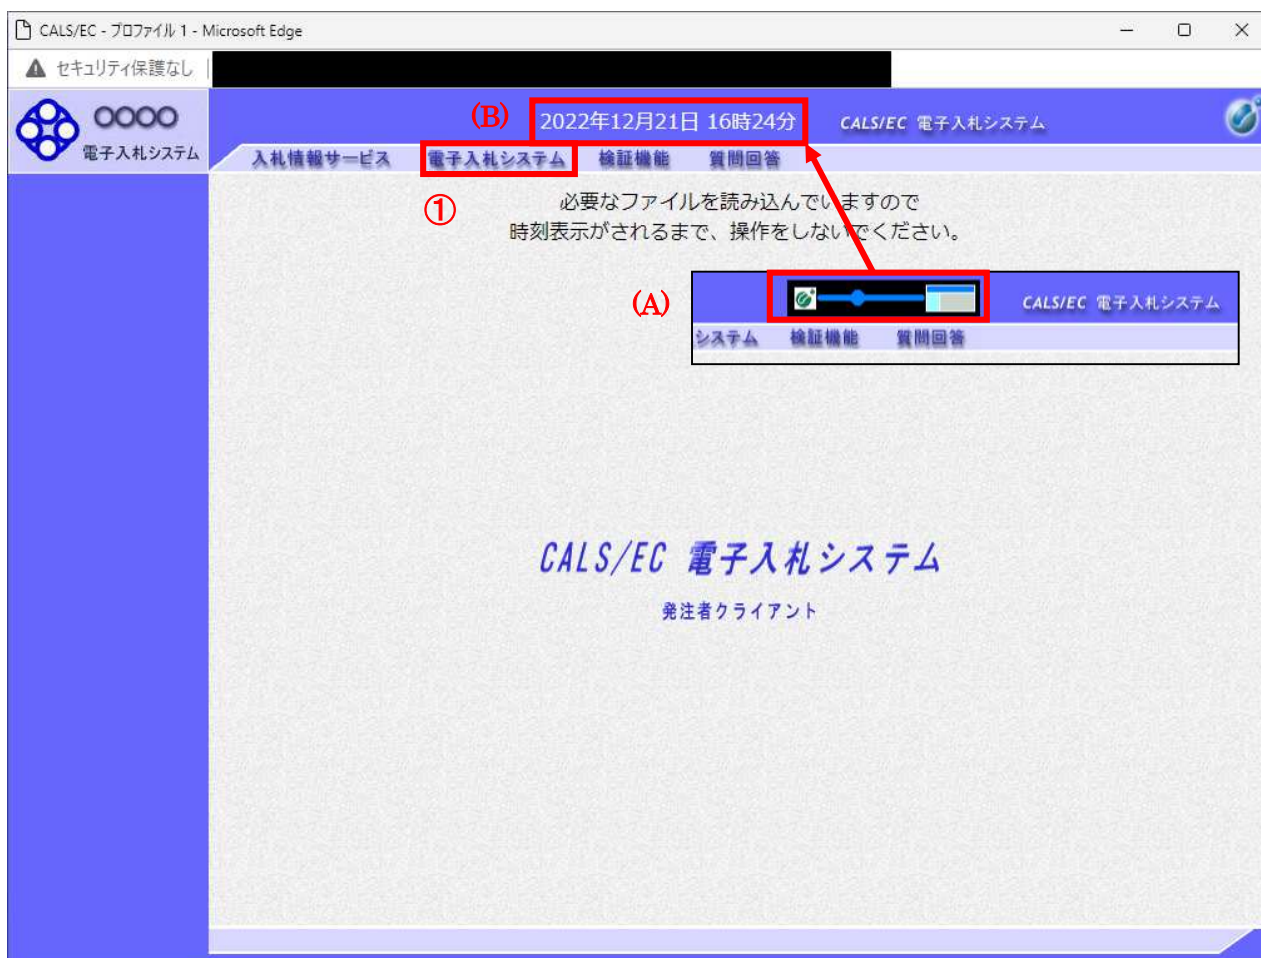 CALS/EC - プロファイル 1 - Microsoft Edge
セキュリティ保護なし
OOOO
電子入札システム
(B)
2022年12月21日 16時24分
CALS/EC 電子入札システム
入札情報サービス 電子入札システム 検証機能 質問回答
①
必要なファイルを読み込んでいますので
時刻表示がされるまで、操作をしないでください。
(A)
CALS/EC 電子入札システム
システム 検証機能 質問回答
CALS/EC 電子入札システム
発注者クライアント